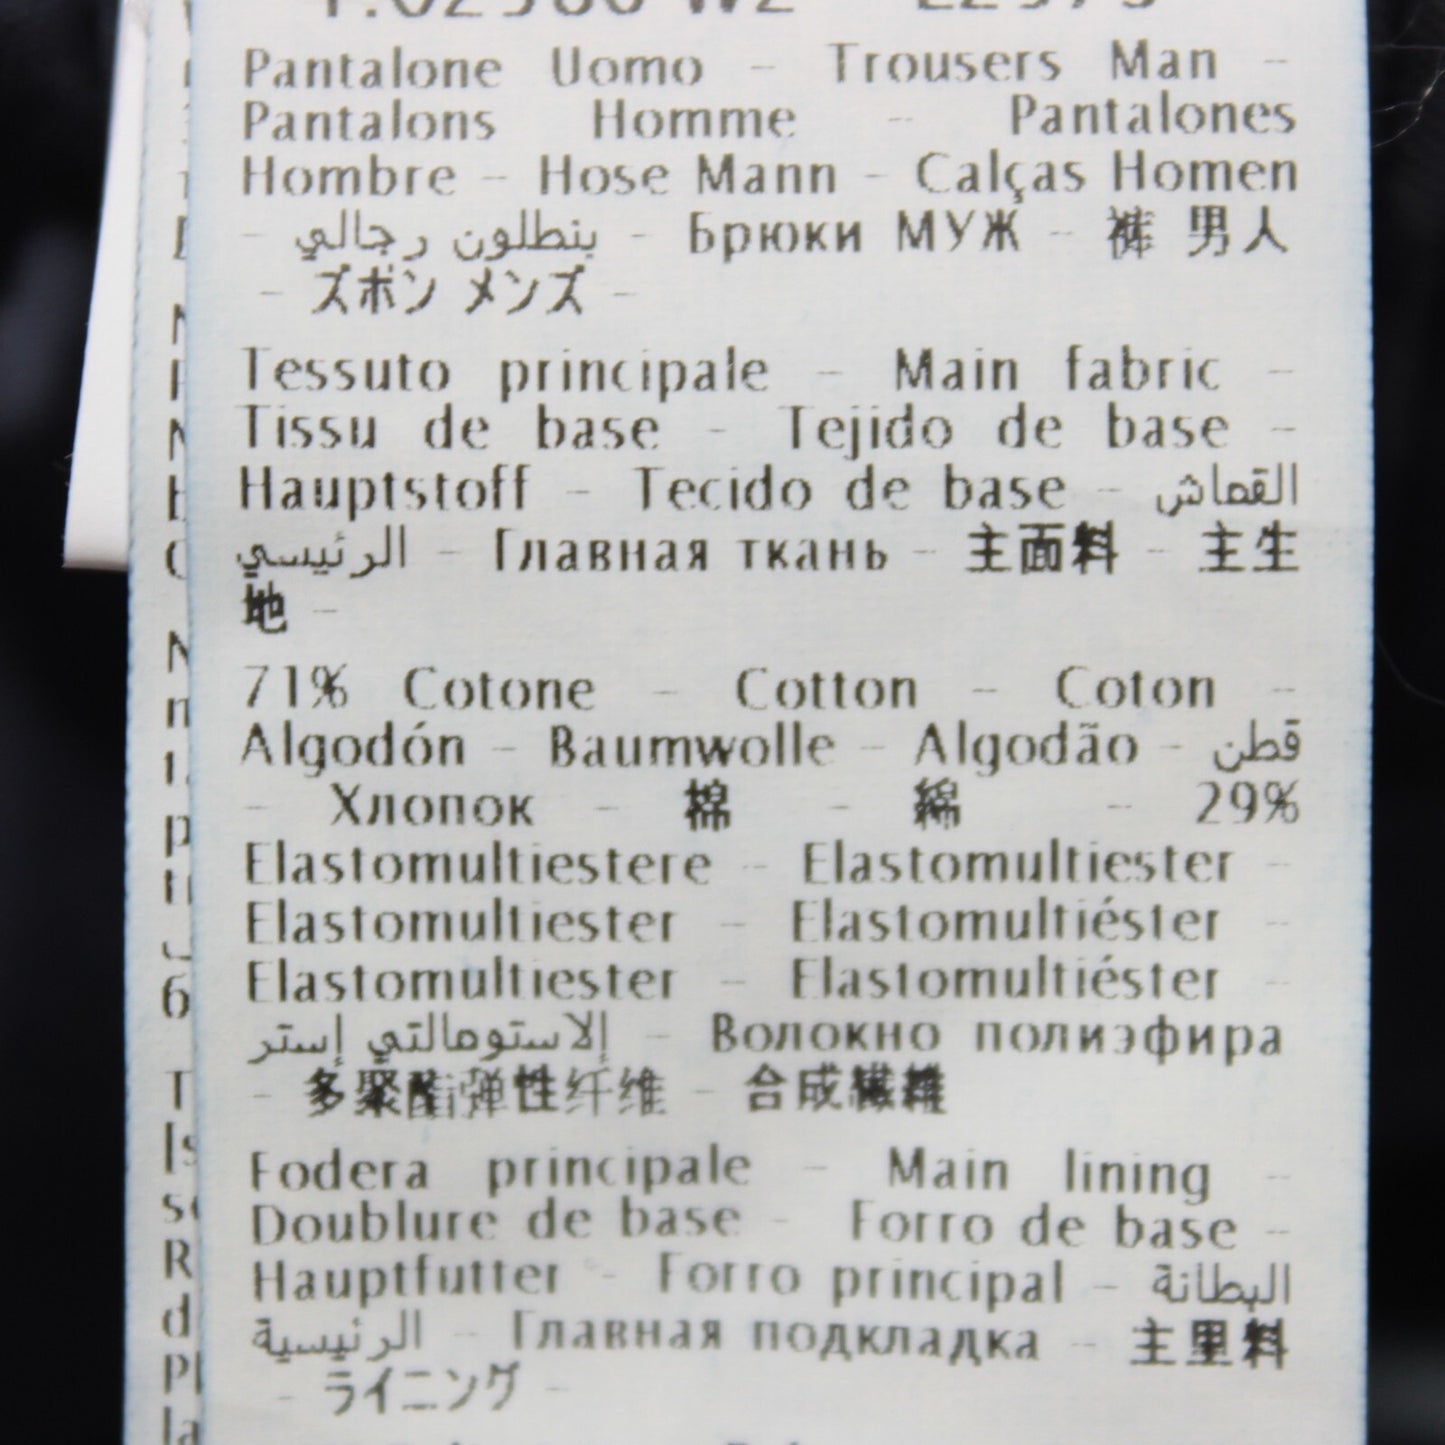 Pantalone Uomo - Trousers Man -
Pantalons Homme - Pantalones
Hombre - Hose Mann - Calças Homen
- بنطلون رجالي - Брюки МУЖ - 裤 男人
- ズボン メンズ -
Tessuto principale - Main fabric -
Tissu de base - Tejido de base -
Hauptstoff - Tecido de base - القماش
الرئيسي - Главная ткань - 主面料 - 主生
地 -
71% Cotone - Cotton - Coton -
Algodón - Baumwolle - Algodão - قطن
- Хлопок - 棉 - 綿 - 29%
Elastomultiestere - Elastomultiester -
Elastomultiester - Elastomultiéster -
Elastomultiester - Elastomultiéster -
إلاستومالتي إستر - Волокно полиэфира
- 多聚酯弹性纤维 - 合成繊維
Fodera principale - Main lining -
Doublure de base - Forro de base -
Hauptfutter - Forro principal - البطانة
الرئيسية - Главная подкладка - 主里料
- ライニング -